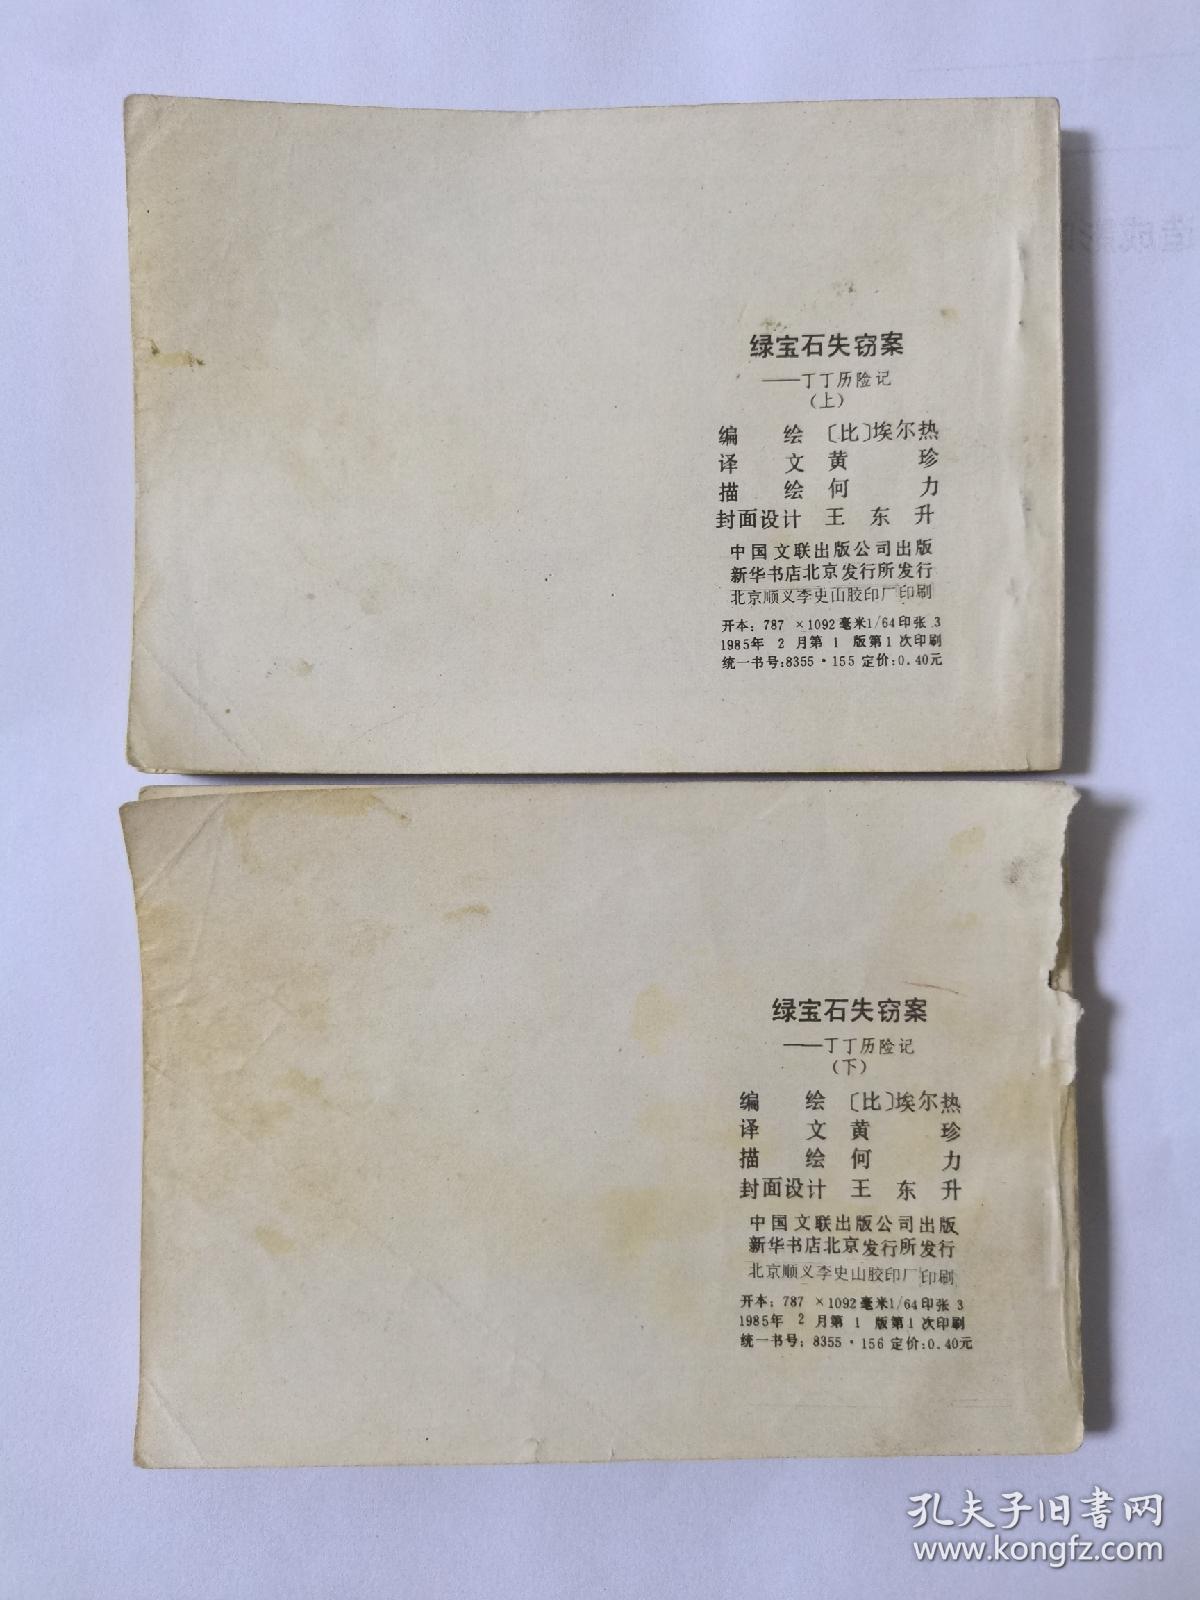 绿宝石失窃案
——丁丁历险记
（上）
编 绘 〔比〕埃尔热
译 文 黄 珍
描 绘 何 力
封面设计 王 东 升
中国文联出版公司出版
新华书店北京发行所发行
北京顺义李史山胶印厂印刷
开本：787 ×1092毫米1/64印张 3
1985年 2 月第 1 版第1次印刷
统一书号：8355·155 定价：0.40元
绿宝石失窃案
——丁丁历险记
（下）
编 绘 〔比〕埃尔热
译 文 黄 珍
描 绘 何 力
封面设计 王 东 升
中国文联出版公司出版
新华书店北京发行所发行
北京顺义李史山胶印厂印刷
开本：787 ×1092毫米1/64印张 3
1985年 2 月第 1 版第1次印刷
统一书号：8355·156 定价：0.40元
孔夫子旧书网
www.kongfz.com